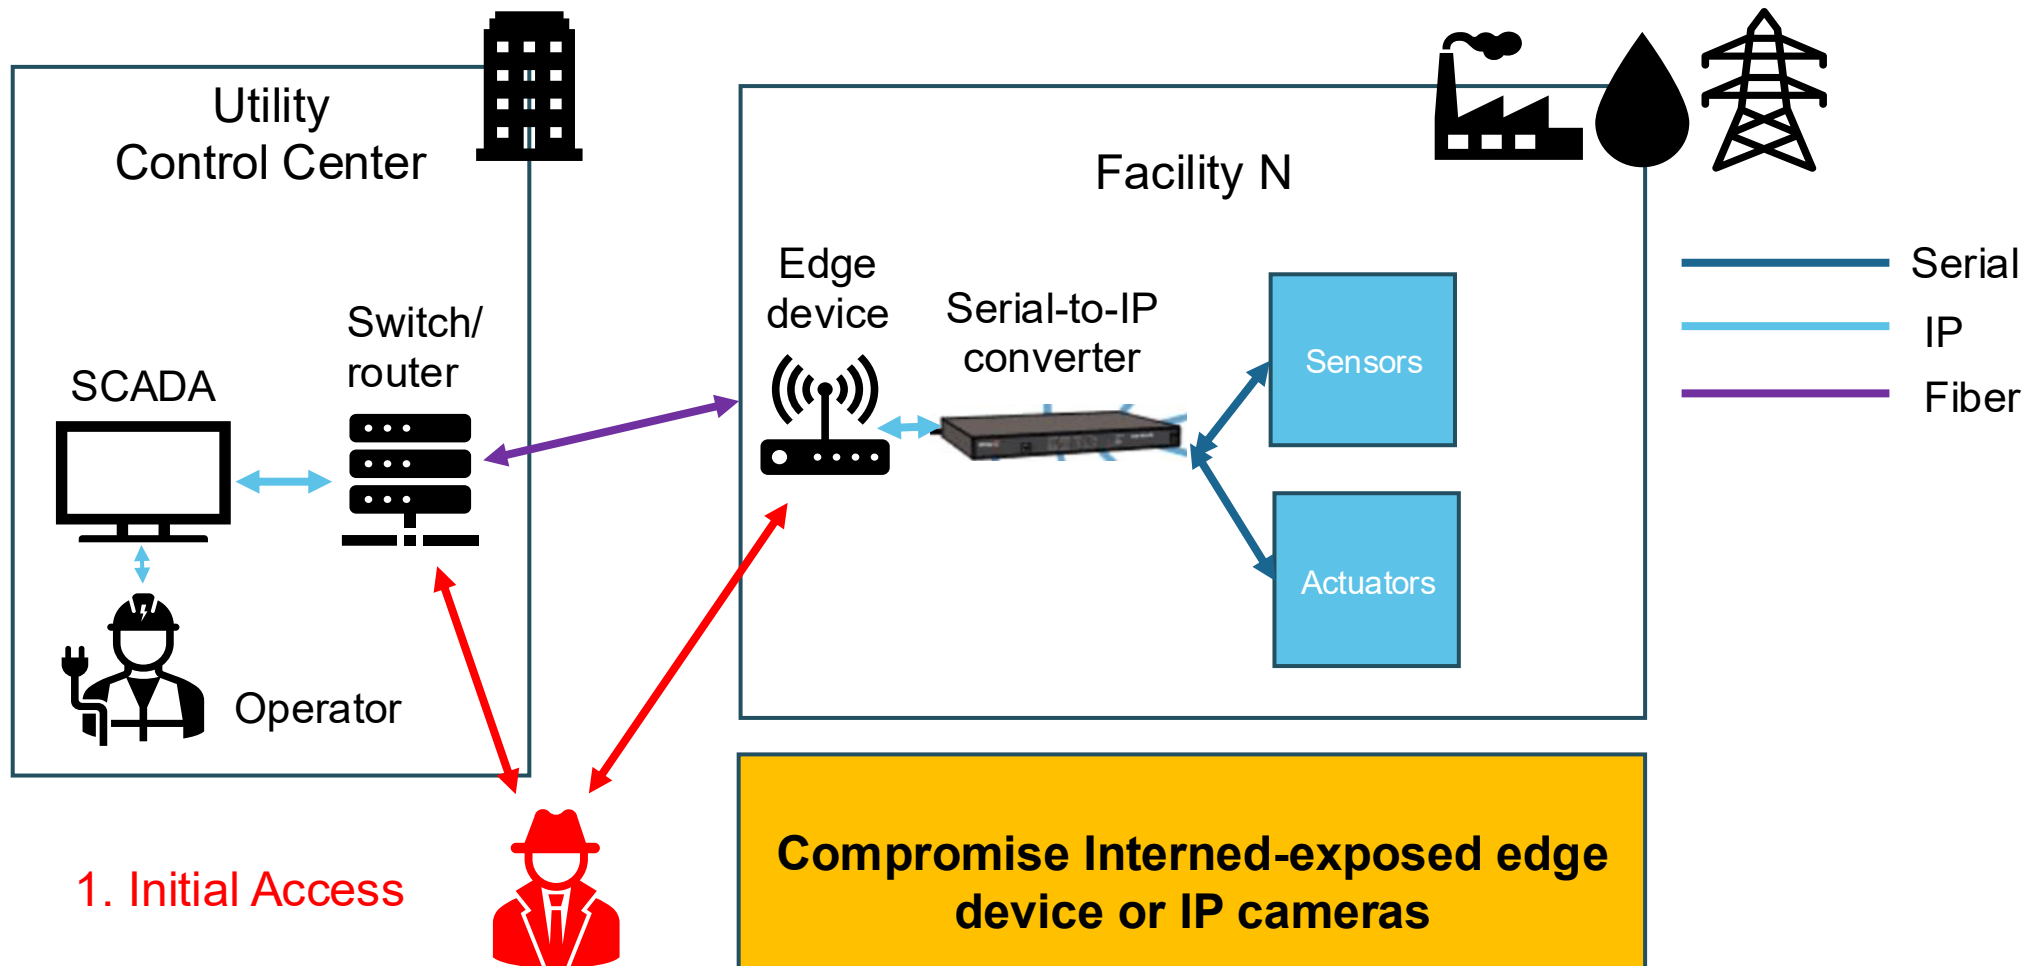 Utility
Control Center
Facility N
Edge
device
Serial-to-IP
converter
Switch/
router
SCADA
Sensors
Actuators
Operator
Serial
IP
Fiber
1. Initial Access
Compromise Interned-exposed edge
device or IP cameras